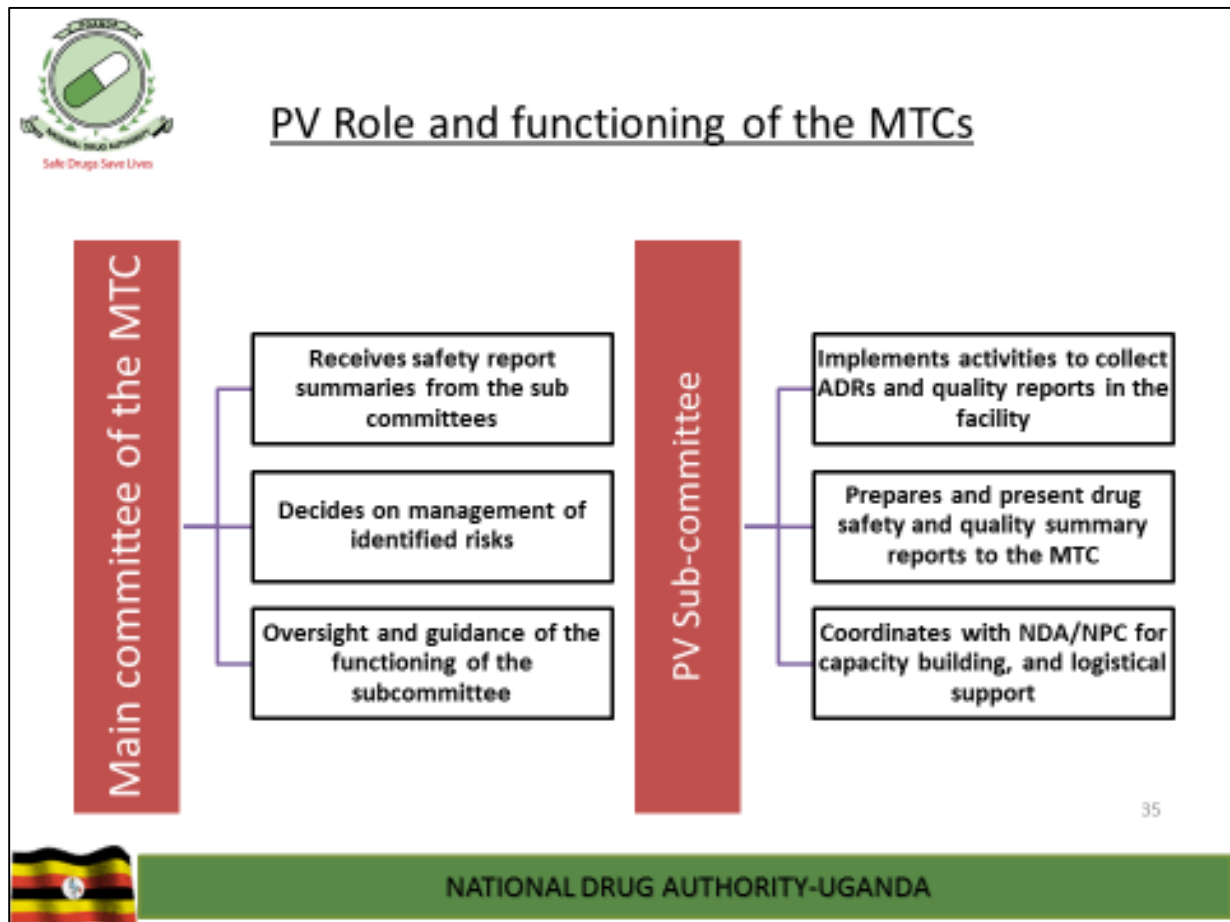 UGANDA
NATIONAL DRUG AUTHORITY
Safe Drugs Save Lives
PV Role and functioning of the MTCs
Main committee of the MTC
Receives safety report
summaries from the sub
committees
Decides on management of
identified risks
Oversight and guidance of the
functioning of the
subcommittee
PV Sub-committee
Implements activities to collect
ADRs and quality reports in the
facility
Prepares and present drug
safety and quality summary
reports to the MTC
Coordinates with NDA/NPC for
capacity building, and logistical
support
35
NATIONAL DRUG AUTHORITY-UGANDA